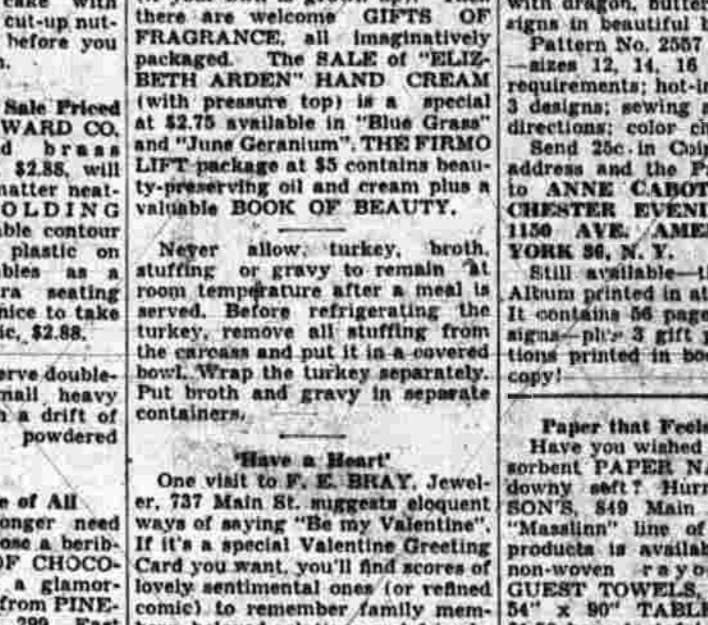 cake with
cut-up nut-
before you
Sale Priced
WARD CO.
d brass
$2.88, will
matter neat-
OLDING
ble contour
plastic on
bles as a
ra seating
nice to take
ic, $2.88.
erve double-
mall heavy
h a drift of
powdered
e of All
onger need
ose a berib-
OF CHOCO-
a glamor-
from PINE-
299 East
there are welcome GIFTS OF
FRAGRANCE, all imaginatively
packaged. The SALE of "ELIZ-
BETH ARDEN" HAND CREAM
(with pressure top) is a special
at $2.75 available in "Blue Grass"
and "June Geranium". THE FIRMO
LIFT package at $5 contains beau-
ty-preserving oil and cream plus a
valuable BOOK OF BEAUTY.
Never allow turkey, broth,
stuffing or gravy to remain at
room temperature after a meal is
served. Before refrigerating the
turkey, remove all stuffing from
the carcass and put it in a covered
bowl. Wrap the turkey separately.
Put broth and gravy in separate
containers.
'Have a Heart'
One visit to F. E. BRAY, Jewel-
er, 737 Main St. suggests eloquent
ways of saying "Be my Valentine".
If it's a special Valentine Greeting
Card you want, you'll find scores of
lovely sentimental ones (or refined
comic) to remember family mem-
with dragon, butter
signs in beautiful b
Pattern No. 2557
—sizes 12, 14, 16
requirements; hot-ir
3 designs; sewing a
directions; color ch
Send 25c in Coin
address and the Pa
to ANNE CABOT
CHESTER EVENI
1150 AVE. AMER
YORK 36, N. Y.
Still available—th
Album printed in at
It contains 56 page
signs—plus 3 gift p
tions printed in boo
copy!
Paper that Feels
Have you wished
sorbent PAPER NA
downy soft? Hurr
SON'S, 849 Main
"Masslinn" line of
products is availab
non-woven rayo
GUEST TOWELS,
54" x 90" TABLE